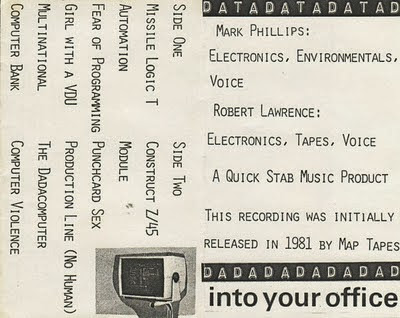 SIDE ONE
MISSILE LOGIC T
AUTOMATION
FEAR OF PROGRAMMING
GIRL WITH A VDU
MULTINATIONAL
COMPUTER BANK
SIDE TWO
CONSTRUCT Z/45
MODULE
PUNCHCARD SEX
PRODUCTION LINE (NO HUMAN)
THE DADACOMPUTER
COMPUTER VIOLENCE
DATADATADATAD
MARK PHILLIPS:
ELECTRONICS, ENVIRONMENTALS,
VOICE
ROBERT LAWRENCE:
ELECTRONICS, TAPES, VOICE
A QUICK STAB MUSIC PRODUCT
THIS RECORDING WAS INITIALLY
RELEASED IN 1981 BY MAP TAPES
DADADADADADAD
into your office